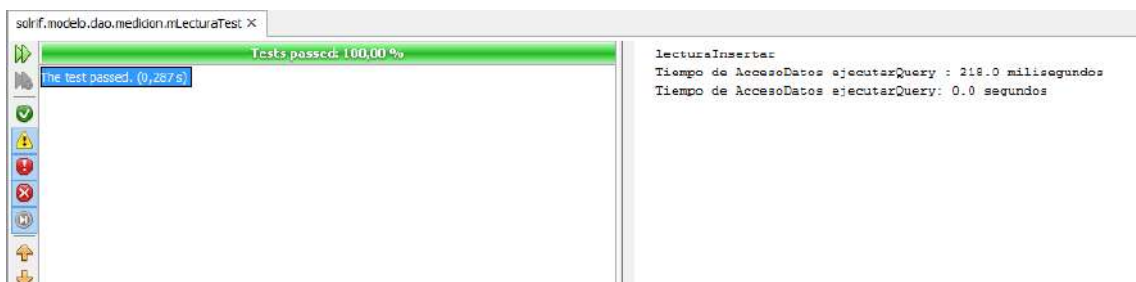 solrif.modelo.dao.medicion.mLecturaTest ×
Tests passed: 100,00 %
The test passed. (0,287 s)
lecturaInsertar
Tiempo de AccesoDatos ejecutarQuery : 218.0 milisegundos
Tiempo de AccesoDatos ejecutarQuery: 0.0 segundos